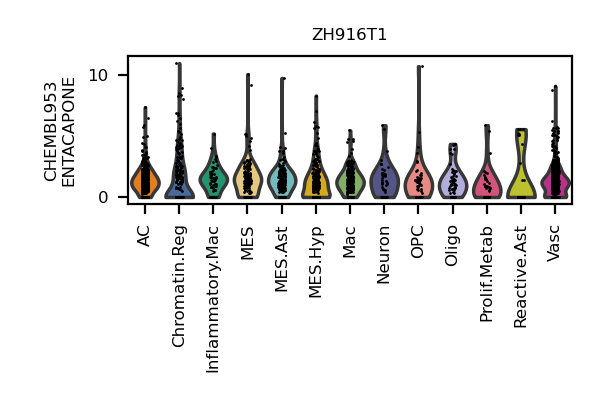 ZH916T1
CHEMBL953
ENTACAPONE
10
0
AC
Chromatin.Reg
Inflammatory.Mac
MES
MES.Ast
MES.Hyp
Mac
Neuron
OPC
Oligo
Prolif.Metab
Reactive.Ast
Vasc